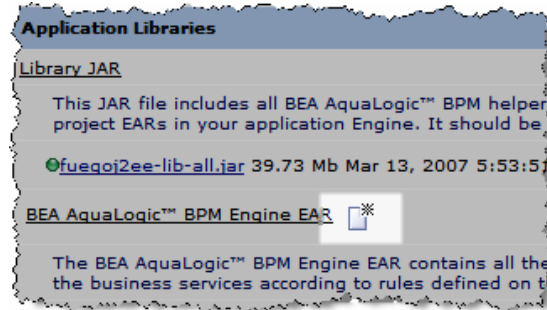 Application Libraries
Library JAR
This JAR file includes all BEA AquaLogic™ BPM helper
project EARs in your application Engine. It should be
fuegoj2ee-lib-all.jar 39.73 Mb Mar 13, 2007 5:53:5
BEA AquaLogic™ BPM Engine EAR
The BEA AquaLogic™ BPM Engine EAR contains all the
the business services according to rules defined on t